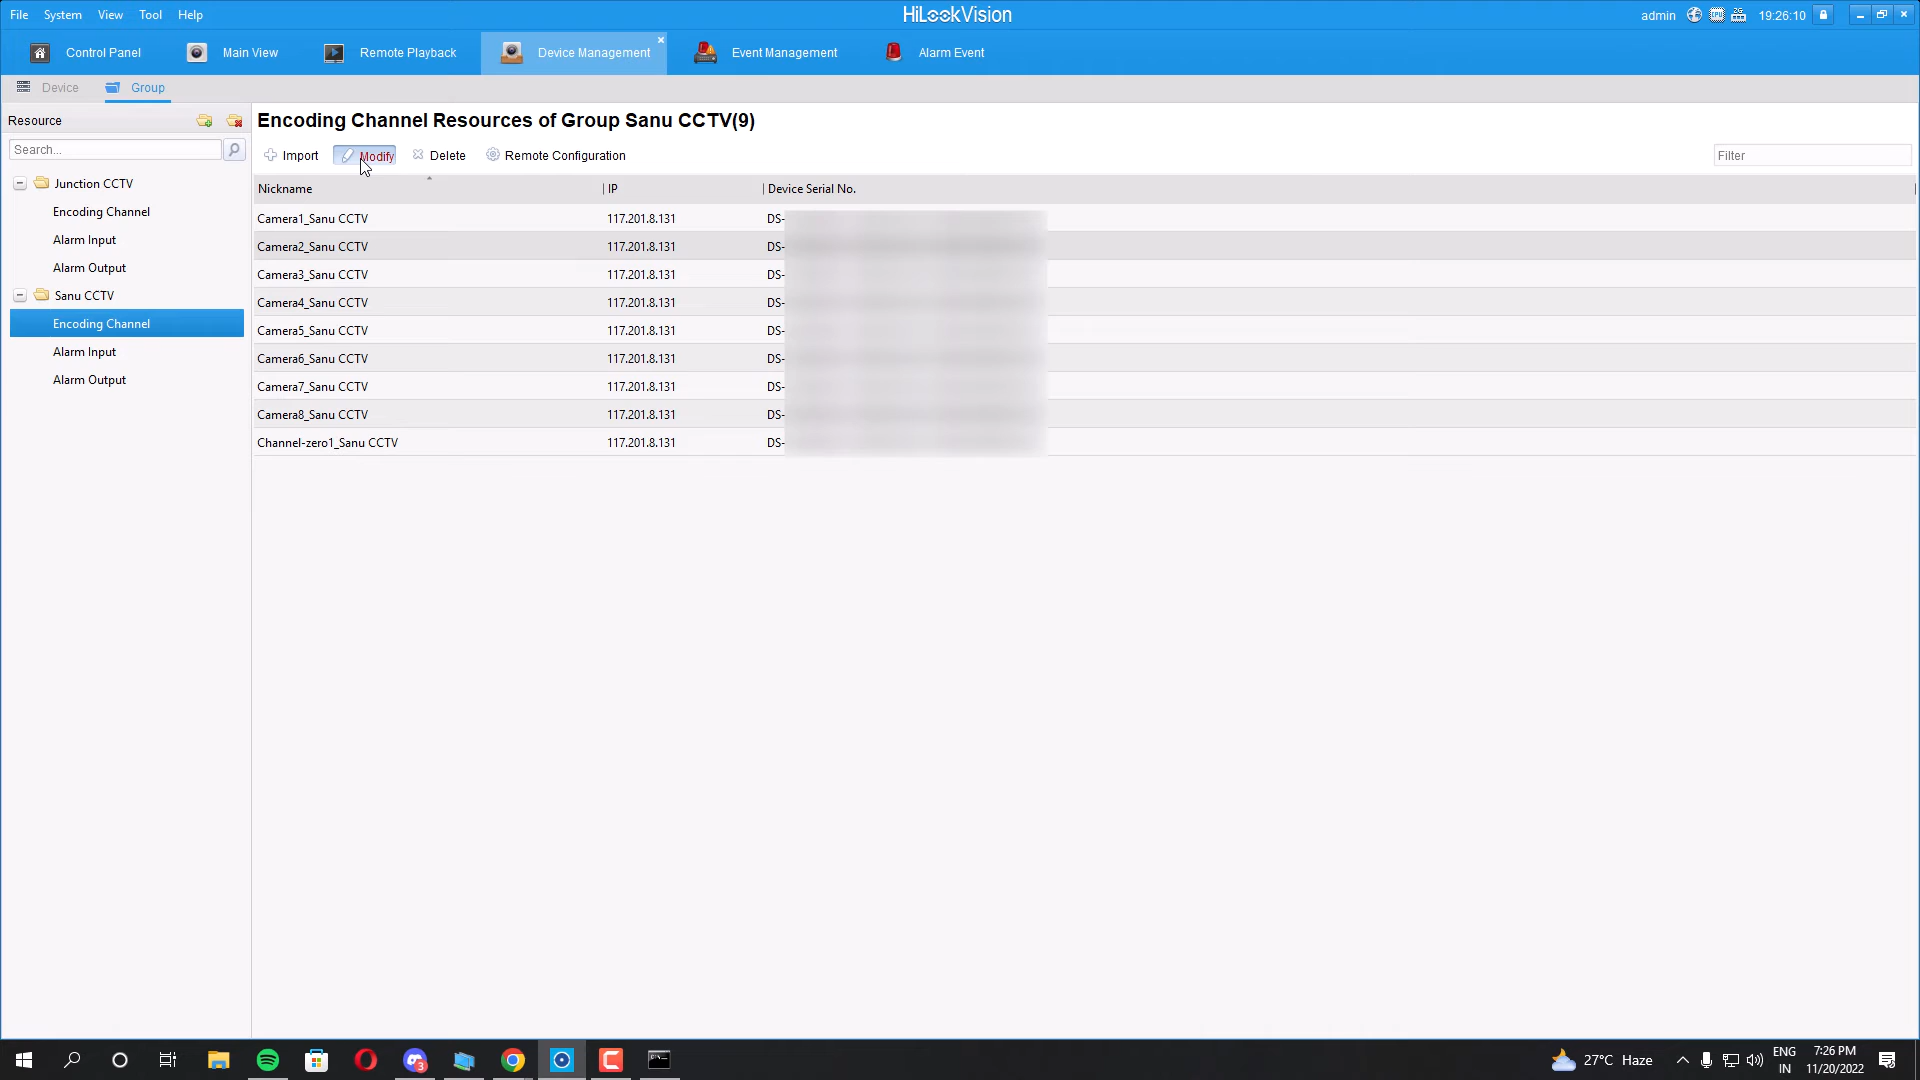 File System View Tool Help HiLookVision admin 19:26:10
Control Panel Main View Remote Playback Device Management Event Management Alarm Event
Device Group
Resource
Search...
Junction CCTV
Encoding Channel
Alarm Input
Alarm Output
Sanu CCTV
Encoding Channel
Alarm Input
Alarm Output
Encoding Channel Resources of Group Sanu CCTV(9)
Import Modify Delete Remote Configuration Filter
Nickname IP Device Serial No.
Camera1_Sanu CCTV 117.201.8.131 DS-
Camera2_Sanu CCTV 117.201.8.131 DS-
Camera3_Sanu CCTV 117.201.8.131 DS-
Camera4_Sanu CCTV 117.201.8.131 DS-
Camera5_Sanu CCTV 117.201.8.131 DS-
Camera6_Sanu CCTV 117.201.8.131 DS-
Camera7_Sanu CCTV 117.201.8.131 DS-
Camera8_Sanu CCTV 117.201.8.131 DS-
Channel-zero1_Sanu CCTV 117.201.8.131 DS-
27°C Haze ENG 7:26 PM
IN 11/20/2022